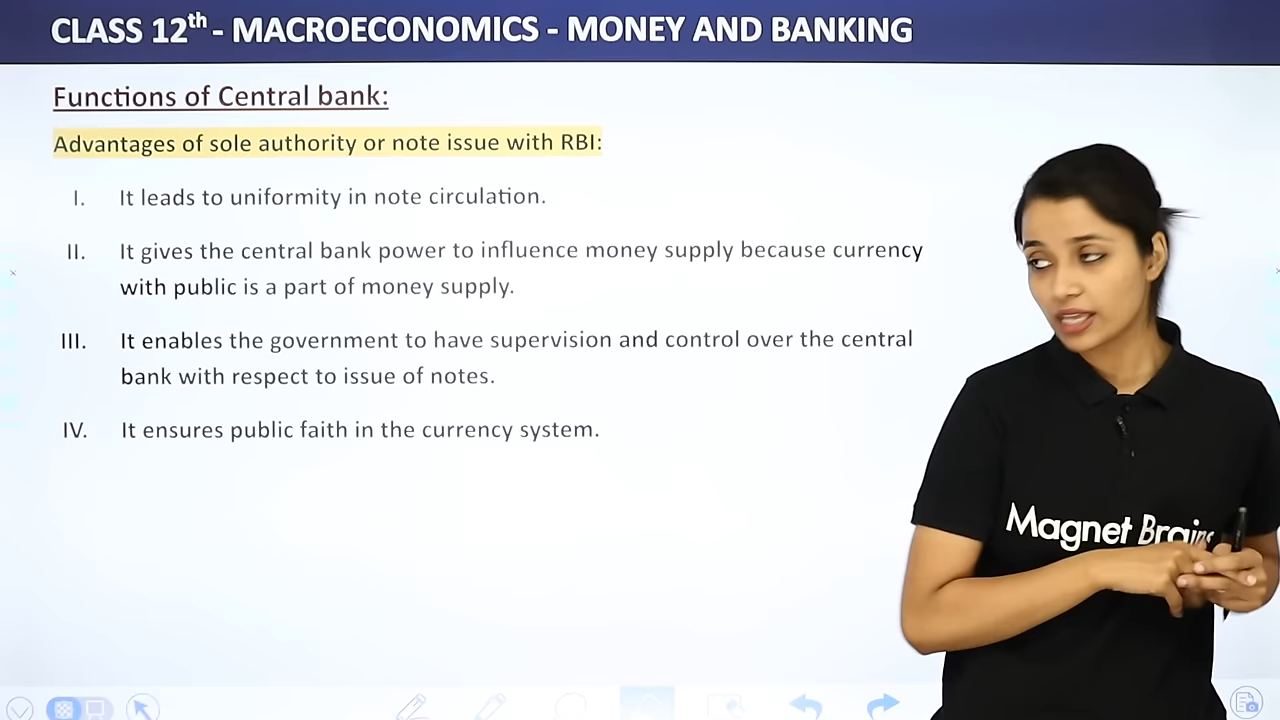 CLASS 12th - MACROECONOMICS - MONEY AND BANKING
Functions of Central bank:
Advantages of sole authority or note issue with RBI:
I. It leads to uniformity in note circulation.
II. It gives the central bank power to influence money supply because currency
with public is a part of money supply.
III. It enables the government to have supervision and control over the central
bank with respect to issue of notes.
IV. It ensures public faith in the currency system.
Magnet Brains